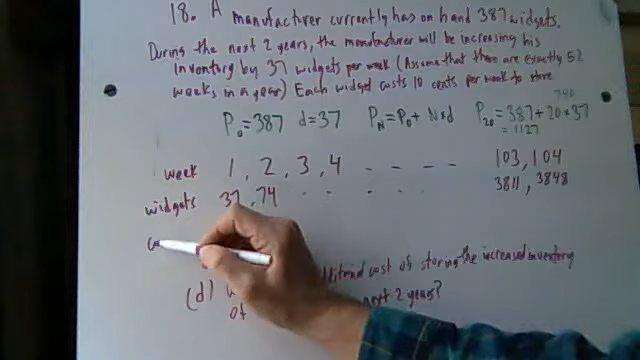 18. A manufacturer currently has on hand 387 widgets.
During the next 2 years, the manufacturer will be increasing his
inventory by 37 widgets per week (Assume that there are exactly 52
weeks in a year) Each widget costs 10 cents per week to store
740
P0=387 d=37 PN=P0+N×d P20=387+20×37
=1127
week 1, 2, 3, 4 - - - - 103, 104
widgets 37, 74 . . . . 3811, 3848
co
cost of storing the increased inventory
(d) next 2 years?
of